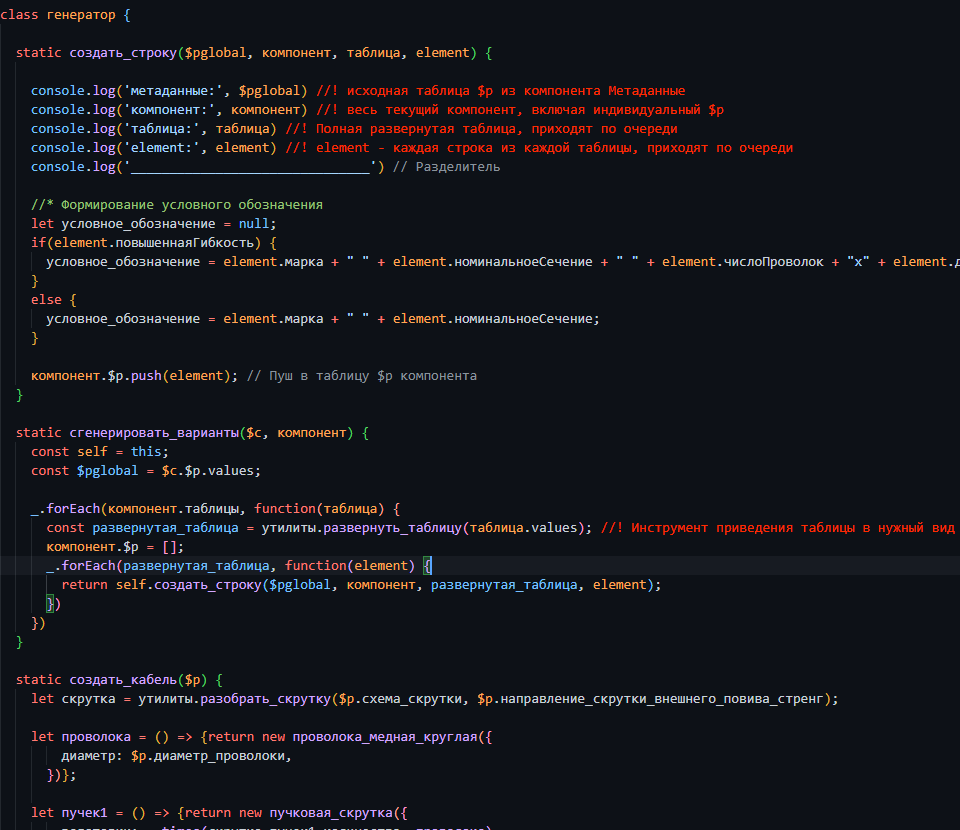 class генератор {
static создать_строку($pglobal, компонент, таблица, element) {
console.log('метаданные:', $pglobal) //! исходная таблица $p из компонента Метаданные
console.log('компонент:', компонент) //! весь текущий компонент, включая индивидуальный $p
console.log('таблица:', таблица) //! Полная развернутая таблица, приходят по очереди
console.log('element:', element) //! element - каждая строка из каждой таблицы, приходят по очереди
console.log('_______________________________') // Разделитель
//* Формирование условного обозначения
let условное_обозначение = null;
if(element.повышеннаяГибкость) {
условное_обозначение = element.марка + " " + element.номинальноеСечение + " " + element.числоПроволок + "x" + element.д
}
else {
условное_обозначение = element.марка + " " + element.номинальноеСечение;
}
компонент.$p.push(element); // Пуш в таблицу $p компонента
}
static сгенерировать_варианты($c, компонент) {
const self = this;
const $pglobal = $c.$p.values;
_.forEach(компонент.таблицы, function(таблица) {
const развернутая_таблица = утилиты.развернуть_таблицу(таблица.values); //! Инструмент приведения таблицы в нужный вид
компонент.$p = [];
_.forEach(развернутая_таблица, function(element) {
return self.создать_строку($pglobal, компонент, развернутая_таблица, element);
})
})
}
static создать_кабель($p) {
let скрутка = утилиты.разобрать_скрутку($p.схема_скрутки, $p.направление_скрутки_внешнего_повива_стренг);
let проволока = () => {return new проволока_медная_круглая({
диаметр: $p.диаметр_проволоки,
})};
let пучек1 = () => {return new пучковая_скрутка({